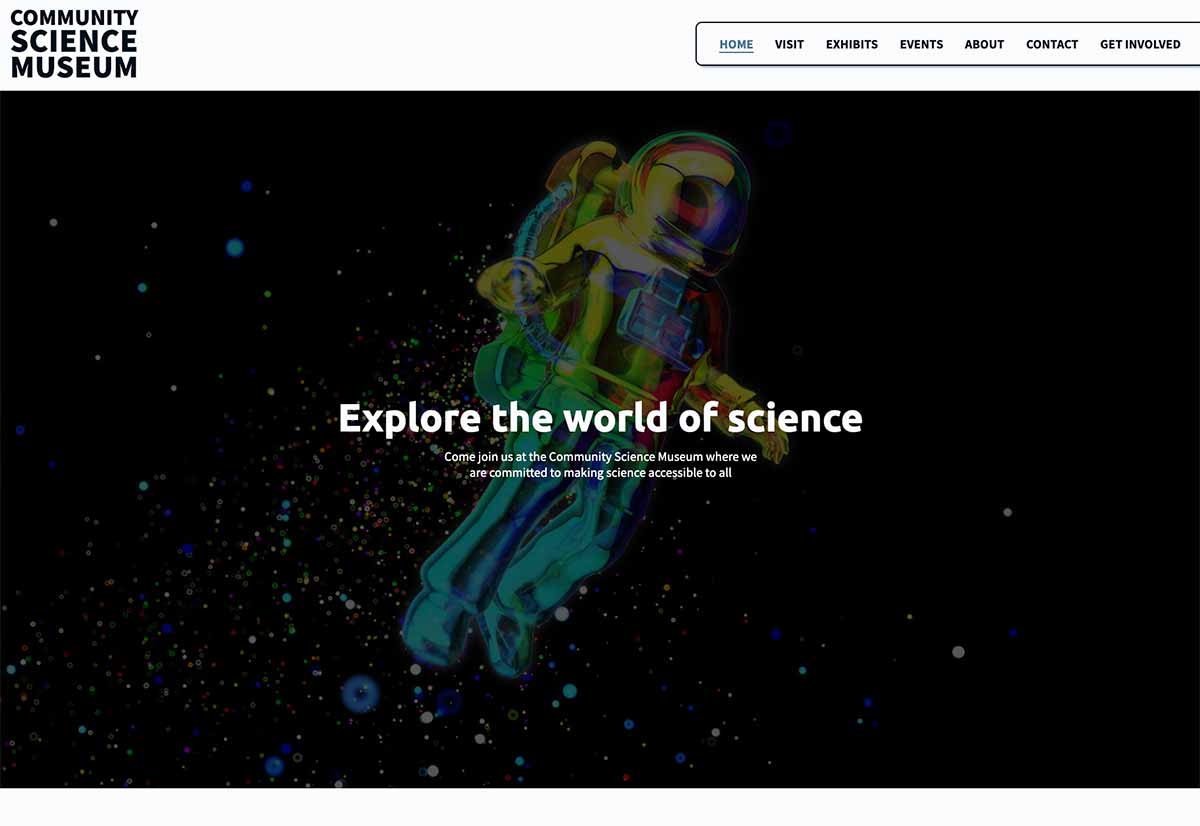 COMMUNITY
SCIENCE
MUSEUM
HOME VISIT EXHIBITS EVENTS ABOUT CONTACT GET INVOLVED
Explore the world of science
Come join us at the Community Science Museum where we
are committed to making science accessible to all